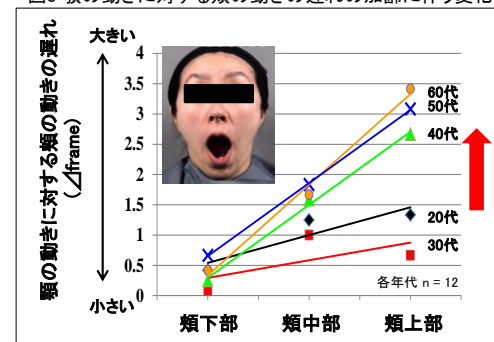 図3 顎の動きに対する頬の動きの遅れの加齢に伴う変化
大きい
顎の動きに対する頬の動きの遅れ
(⊿frame)
小さい
4
3.5
3
2.5
2
1.5
1
0.5
0
60代
50代
40代
20代
30代
各年代 n = 12
頬下部 頬中部 頬上部